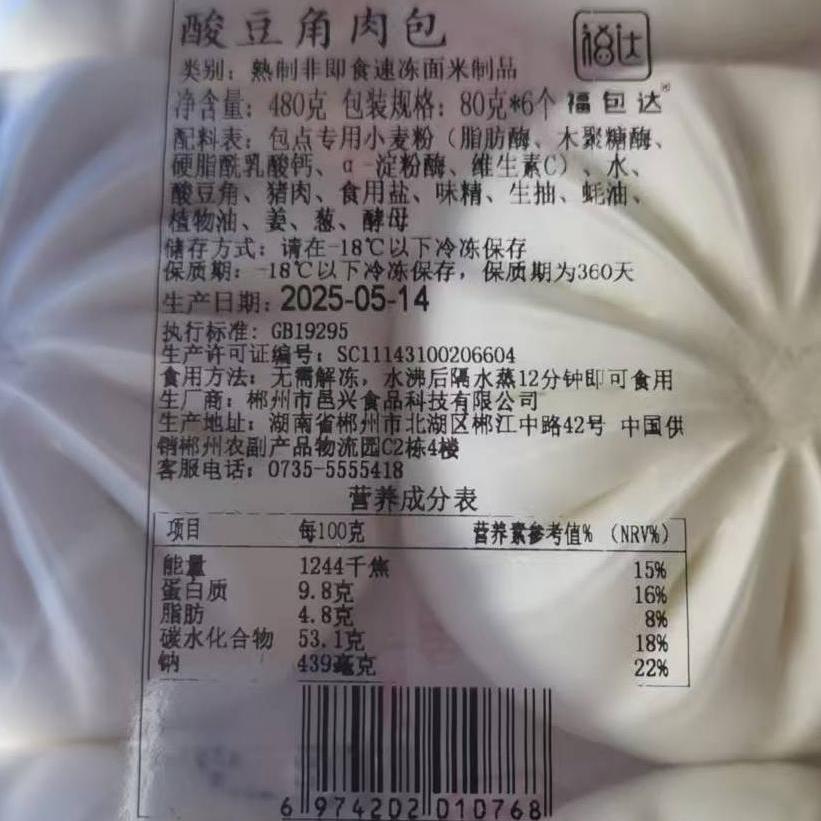 酸豆角肉包
福达
类别：熟制非即食速冻面米制品
净含量：480克 包装规格：80克*6个 福包达
配料表：包点专用小麦粉（脂肪酶、木聚糖酶、
硬脂酰乳酸钙、α-淀粉酶、维生素C）、水、
酸豆角、猪肉、食用盐、味精、生抽、蚝油、
植物油、姜、葱、酵母
储存方式：请在-18℃以下冷冻保存
保质期：-18℃以下冷冻保存，保质期为360天
生产日期：2025-05-14
执行标准：GB19295
生产许可证编号：SC11143100206604
食用方法：无需解冻，水沸后隔水蒸12分钟即可食用
生厂商：郴州市邑兴食品科技有限公司
生产地址：湖南省郴州市北湖区郴江中路42号 中国供
销郴州农副产品物流园C2栋4楼
客服电话：0735-5555418
营养成分表
项目 每100克 营养素参考值%（NRV%）
能量 1244千焦 15%
蛋白质 9.8克 16%
脂肪 4.8克 8%
碳水化合物 53.1克 18%
钠 439毫克 22%
6 974202 010768